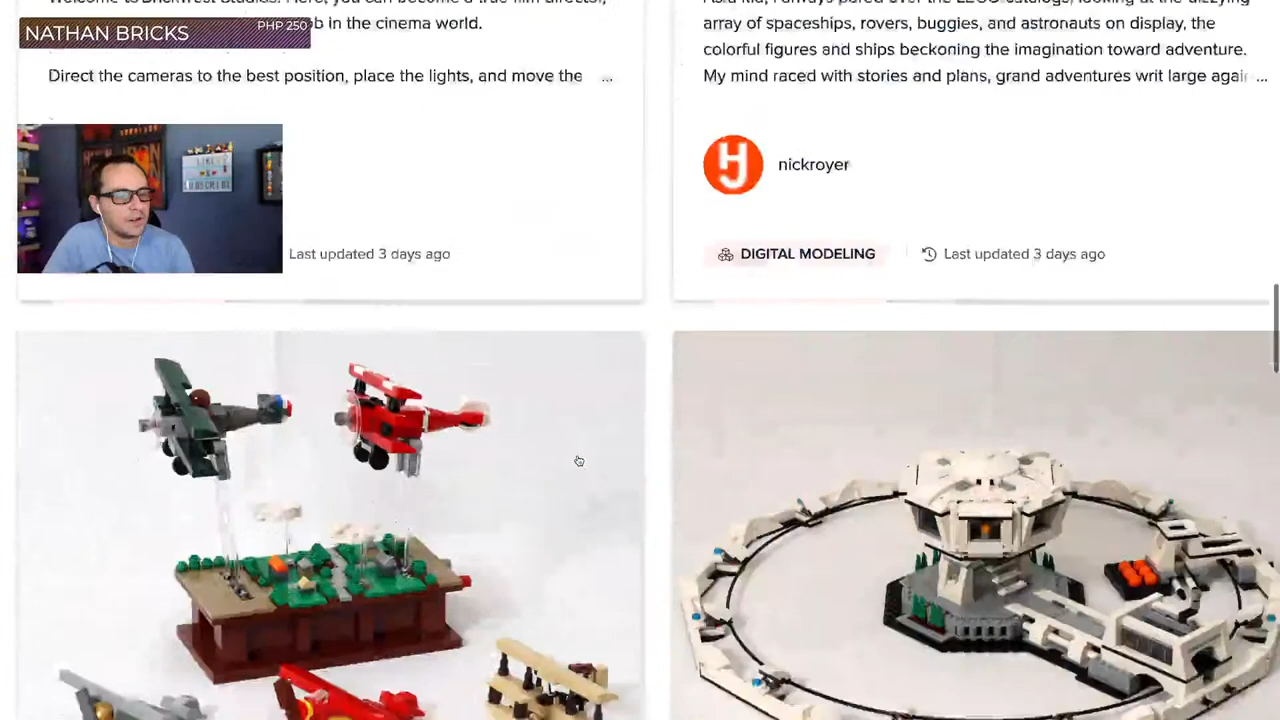 NATHAN BRICKS
PHP 250
b in the cinema world.
Direct the cameras to the best position, place the lights, and move the ...
array of spaceships, rovers, buggies, and astronauts on display, the
colorful figures and ships beckoning the imagination toward adventure.
My mind raced with stories and plans, grand adventures writ large agai ...
nickroyer
LIKE
Last updated 3 days ago
DIGITAL MODELING
Last updated 3 days ago